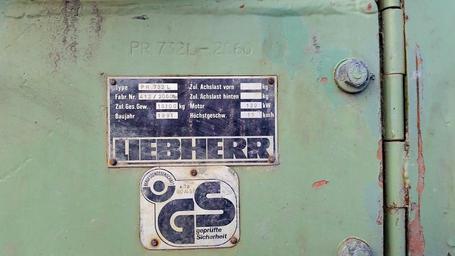 PR 732L-2060
Type PR 732 L Zul. Achslast vorn kg
Fabr. Nr. Zul. Achslast hinten kg
Zul. Ges. Gew. kg Motor kW
Baujahr Höchstgeschw. km/h
LIEBHERR
GS
geprüfte
Sicherheit